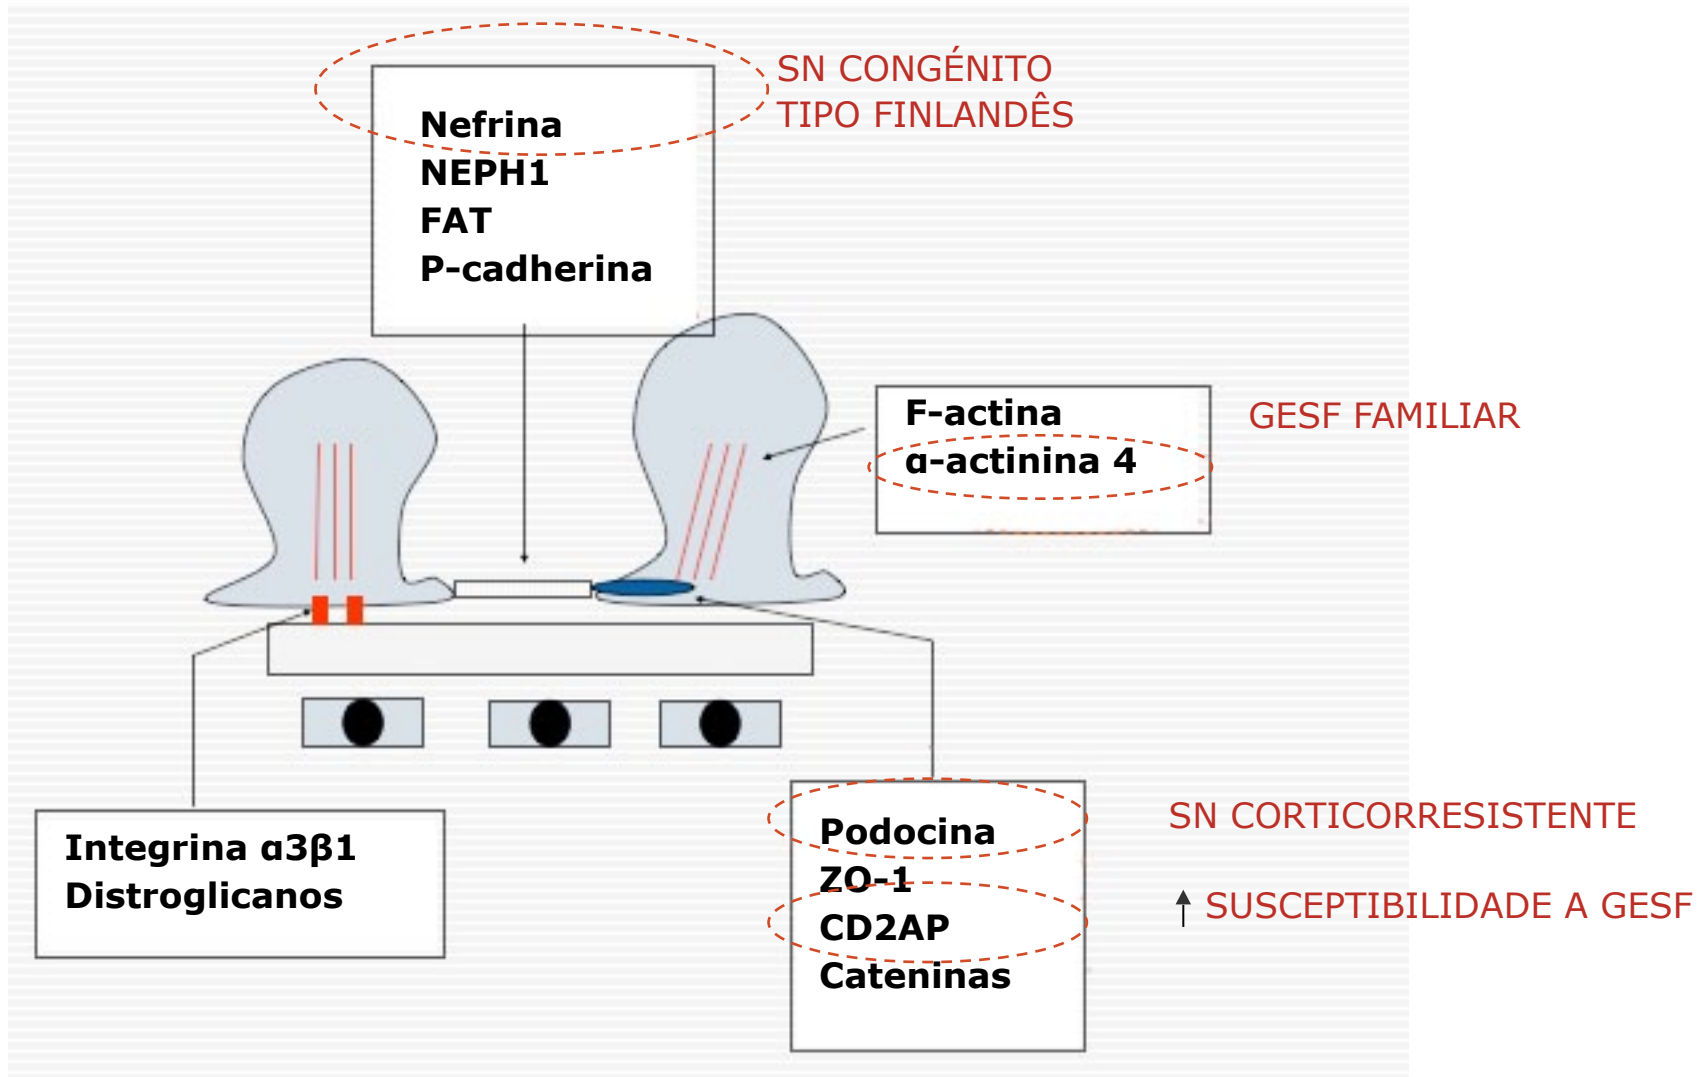 SN CONGÉNITO
TIPO FINLANDÊS
Nefrina
NEPH1
FAT
P-cadherina
F-actina
α-actinina 4
GESF FAMILIAR
Integrina α3β1
Distroglicanos
Podocina
ZO-1
CD2AP
Cateninas
SN CORTICORRESISTENTE
↑ SUSCEPTIBILIDADE A GESF